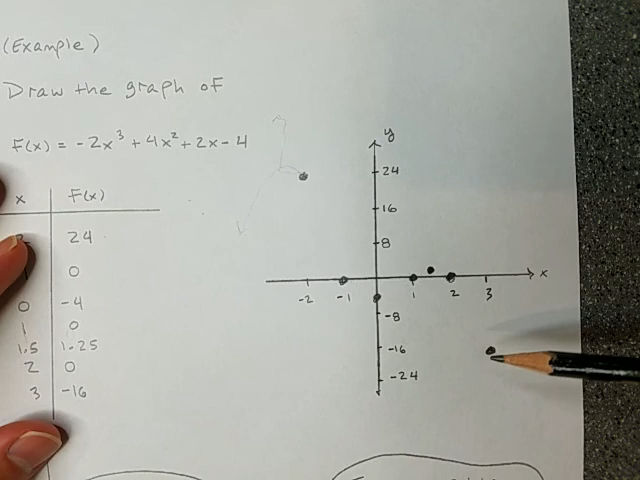 (Example)
Draw the graph of
F(x) = -2x³ + 4x² + 2x - 4
x F(x)
24
0
0 -4
1 0
1.5 1.25
2 0
3 -16
y
24
16
8
-2 -1 1 2 3 x
-8
-16
-24